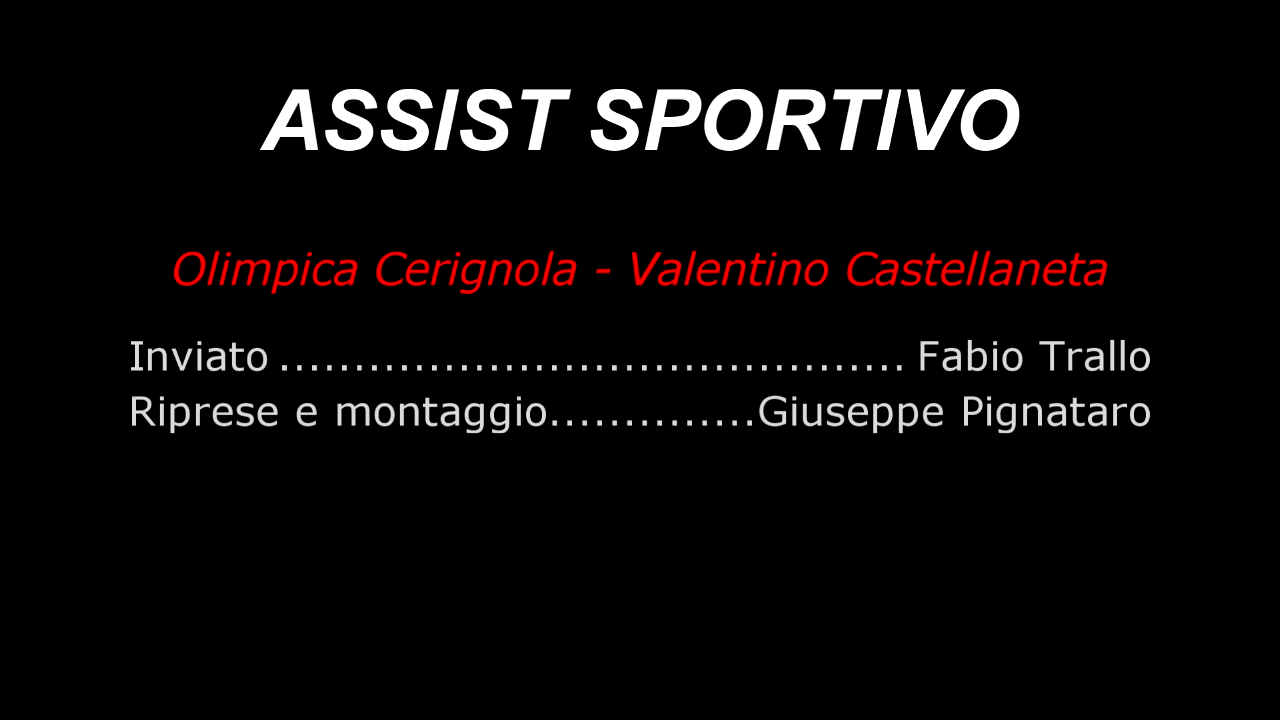 ASSIST SPORTIVO
Olimpica Cerignola - Valentino Castellaneta
Inviato .......................................... Fabio Trallo
Riprese e montaggio..............Giuseppe Pignataro